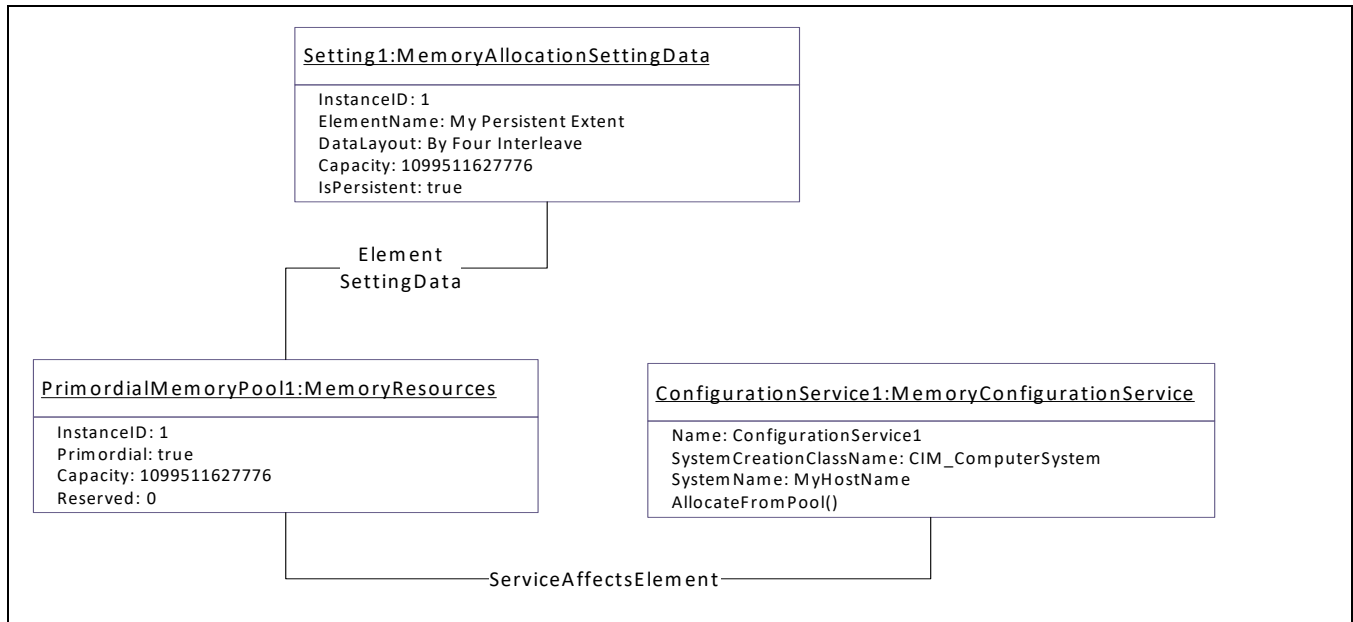 Setting1:MemoryAllocationSettingData
InstanceID: 1
ElementName: My Persistent Extent
DataLayout: By Four Interleave
Capacity: 1099511627776
IsPersistent: true
Element
SettingData
PrimordialMemoryPool1:MemoryResources
InstanceID: 1
Primordial: true
Capacity: 1099511627776
Reserved: 0
ConfigurationService1:MemoryConfigurationService
Name: ConfigurationService1
SystemCreationClassName: CIM_ComputerSystem
SystemName: MyHostName
AllocateFromPool()
ServiceAffectsElement